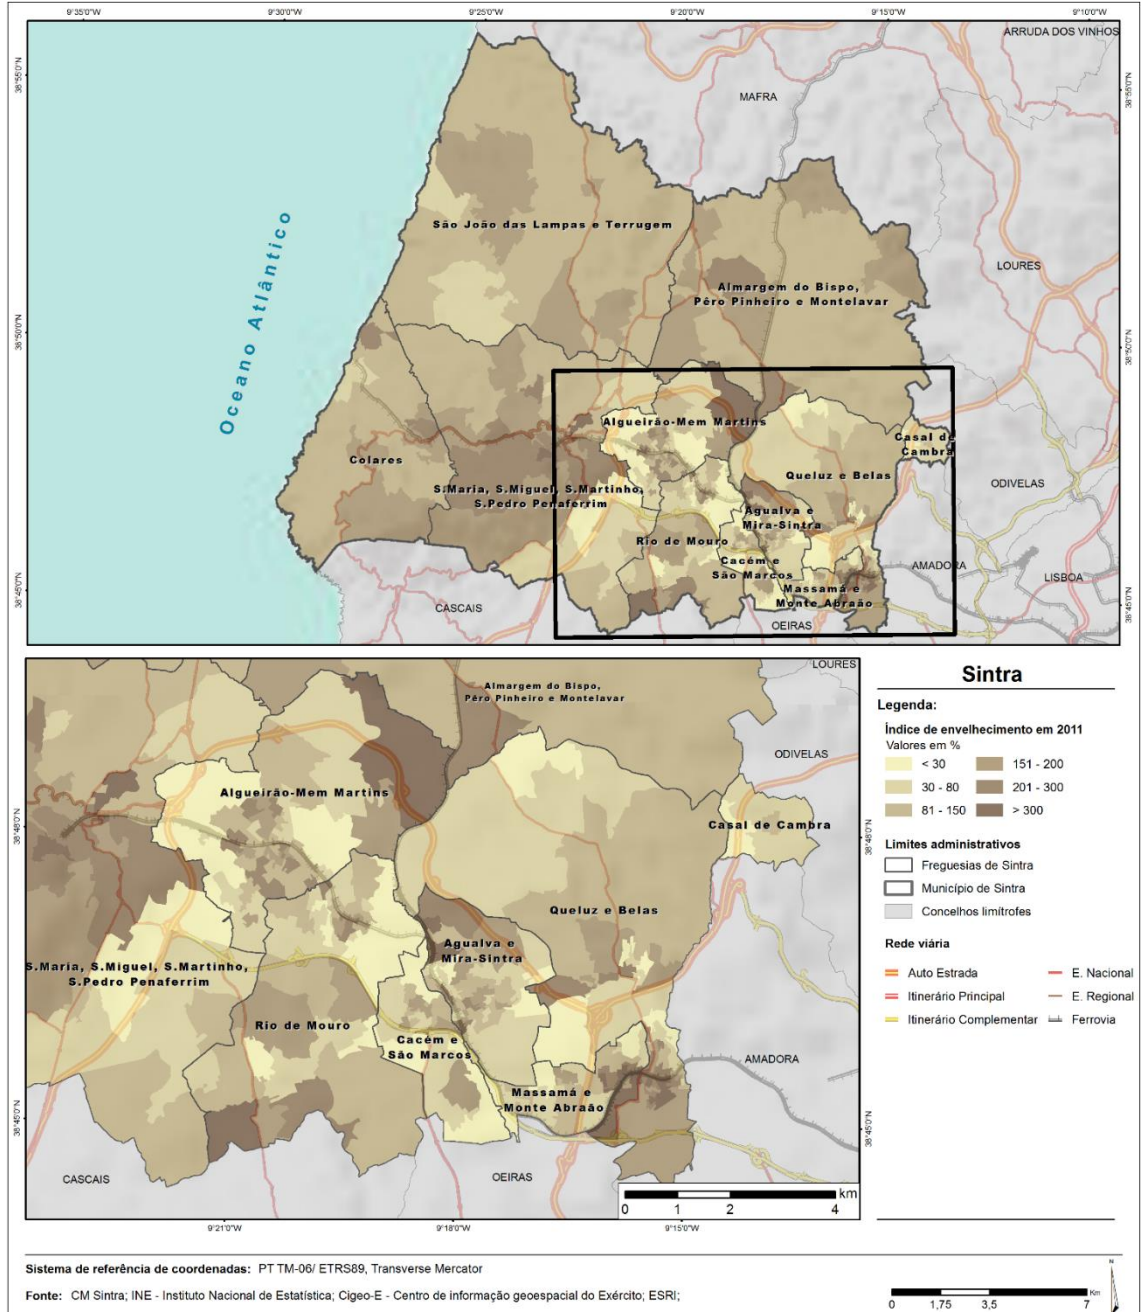 9°35'0"W
9°30'0"W
9°25'0"W
9°20'0"W
9°15'0"W
9°10'0"W
ARRUDA DOS VINHOS
38°55'0"N
38°55'0"N
MAFRA
São João das Lampas e Terrugem
LOURES
Almargem do Bispo,
Pêro Pinheiro e Montelavar
Oceano Atlântico
38°50'0"N
38°50'0"N
Algueirão-Mem Martins
Casal de
Cambra
Colares
Queluz e Belas
S.Maria, S.Miguel, S.Martinho,
S.Pedro Penaferrim
ODIVELAS
Agualva e
Mira-Sintra
Rio de Mouro
Cacém e
São Marcos
AMADORA
LISBOA
Massamá e
Monte Abraão
38°45'0"N
38°45'0"N
CASCAIS
OEIRAS
LOURES
Almargem do Bispo,
Pêro Pinheiro e Montelavar
ODIVELAS
Algueirão-Mem Martins
Casal de Cambra
38°48'0"N
38°48'0"N
Queluz e Belas
Agualva e
Mira-Sintra
S.Maria, S.Miguel, S.Martinho,
S.Pedro Penaferrim
Rio de Mouro
Cacém e
São Marcos
AMADORA
Massamá e
Monte Abraão
38°45'0"N
38°45'0"N
CASCAIS
OEIRAS
km
0 1 2 4
9°21'0"W
9°18'0"W
9°15'0"W
Sintra
Legenda:
Índice de envelhecimento em 2011
Valores em %
< 30
151 - 200
30 - 80
201 - 300
81 - 150
> 300
Limites administrativos
Freguesias de Sintra
Município de Sintra
Concelhos limítrofes
Rede viária
Auto Estrada
E. Nacional
Itinerário Principal
E. Regional
Itinerário Complementar
Ferrovia
Sistema de referência de coordenadas: PT TM-06/ ETRS89, Transverse Mercator
Fonte: CM Sintra; INE - Instituto Nacional de Estatística; Cigeo-E - Centro de informação geoespacial do Exército; ESRI;
Km
0 1,75 3,5 7
N